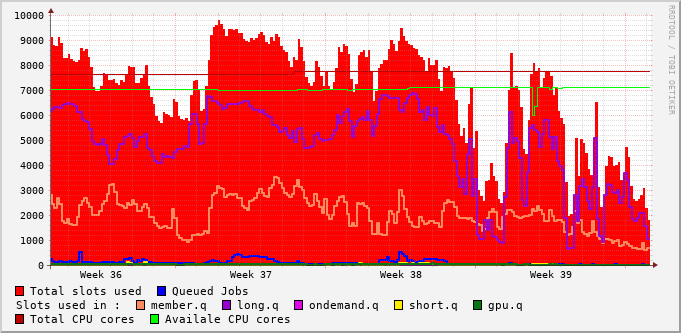 10000
9000
8000
7000
6000
5000
4000
3000
2000
1000
0
Week 36 Week 37 Week 38 Week 39
RRDTOOL / TOBI OETIKER
Total slots used Queued Jobs
Slots used in : member.q long.q ondemand.q short.q gpu.q
Total CPU cores Availale CPU cores